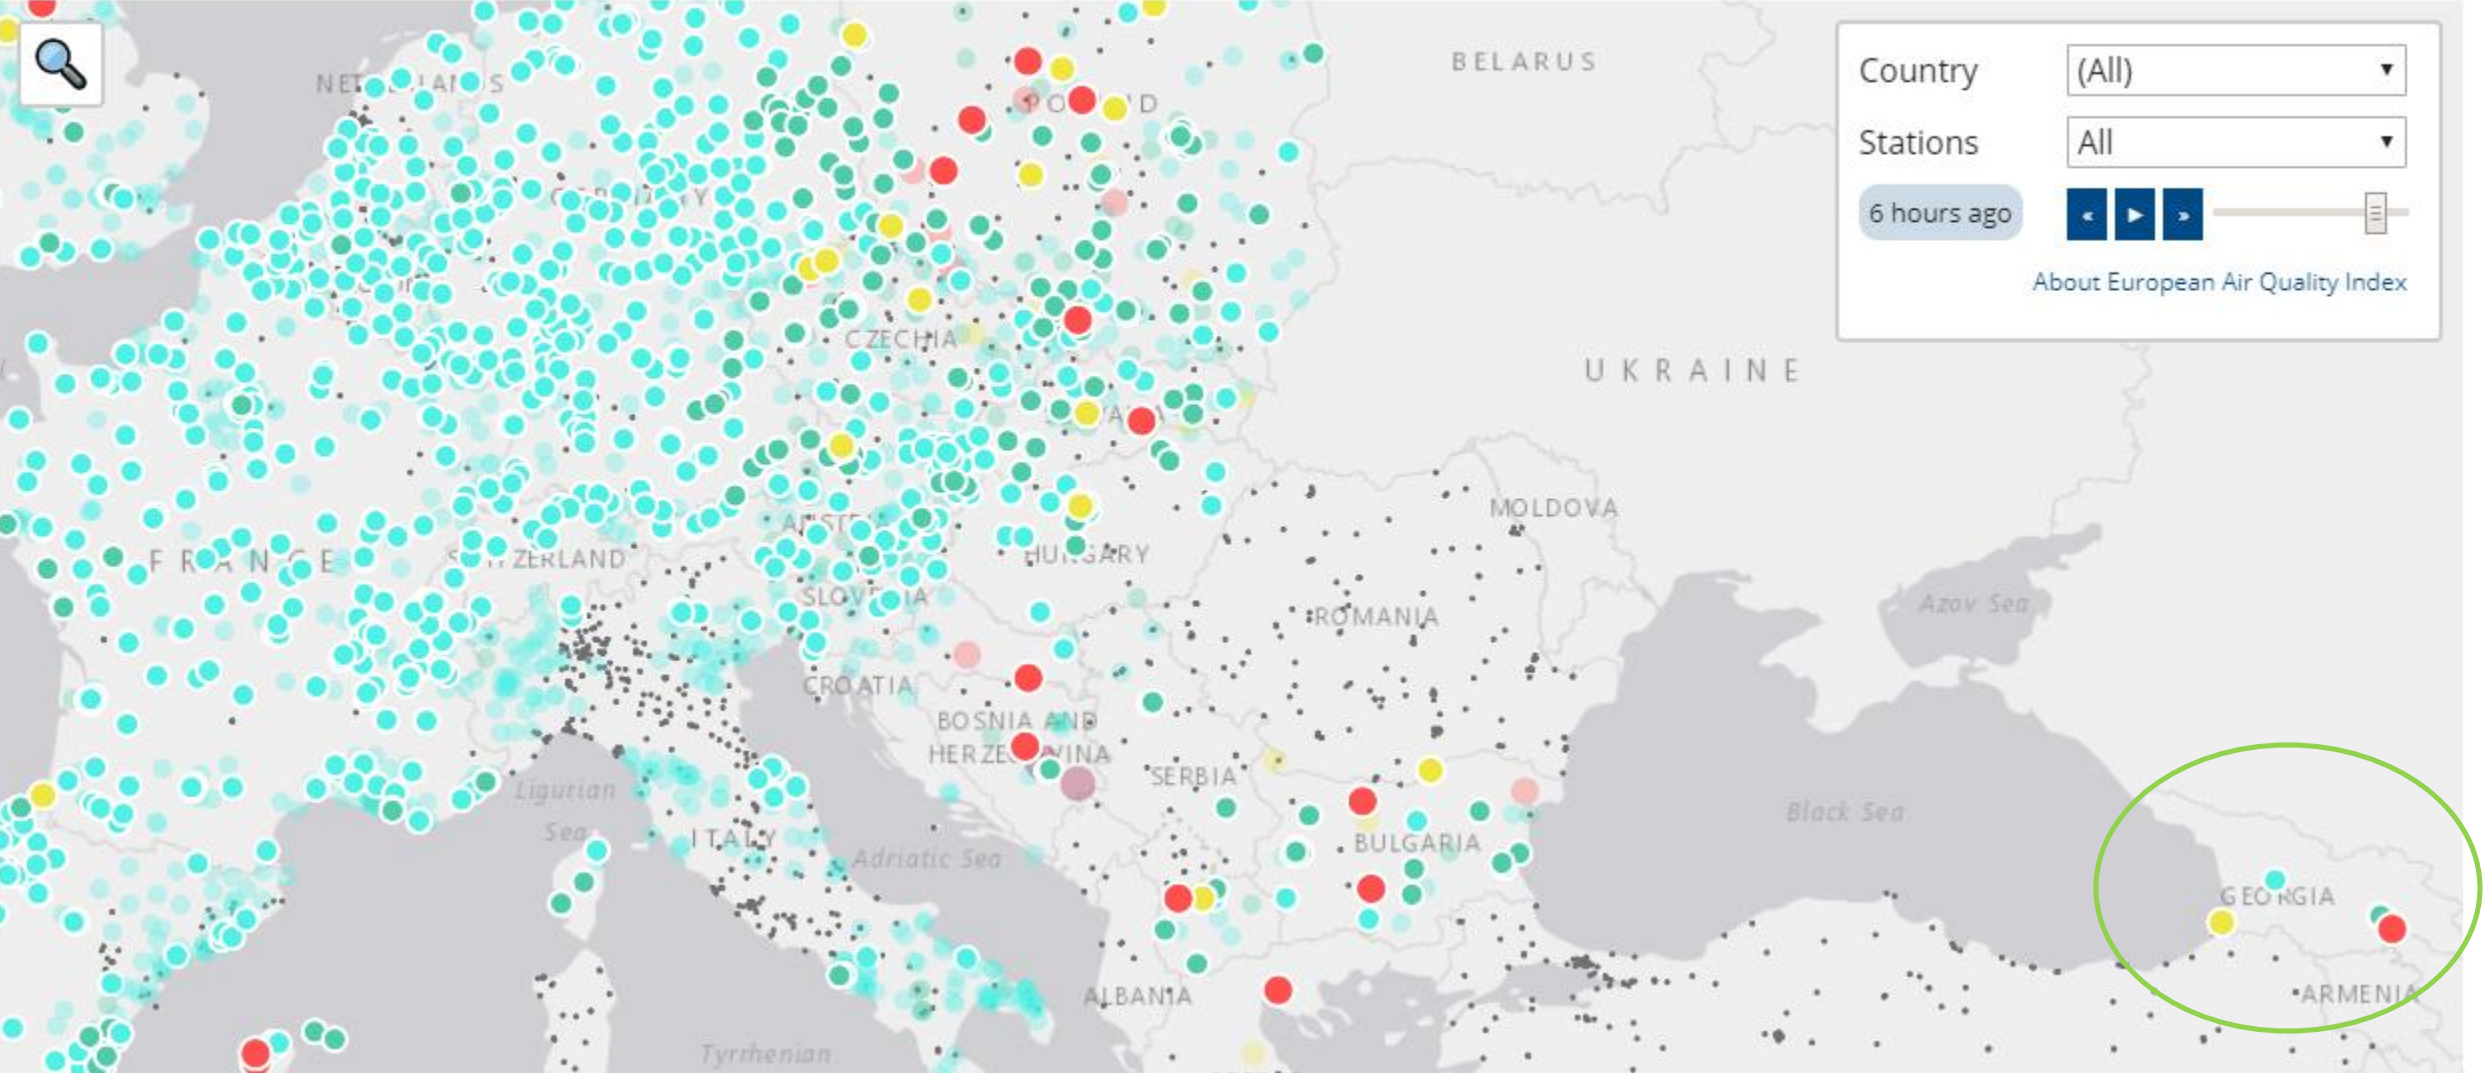 BELARUS
Country
(All)
Stations
All
6 hours ago
About European Air Quality Index
CZECHIA
UKRAINE
MOLDOVA
FRANCE
HUNGARY
ROMANIA
Azov Sea
CROATIA
BOSNIA AND
SERBIA
Ligurian
Sea
Black Sea
ITALY
Adriatic Sea
BULGARIA
GEORGIA
ALBANIA
ARMENIA
Tyrrhenian